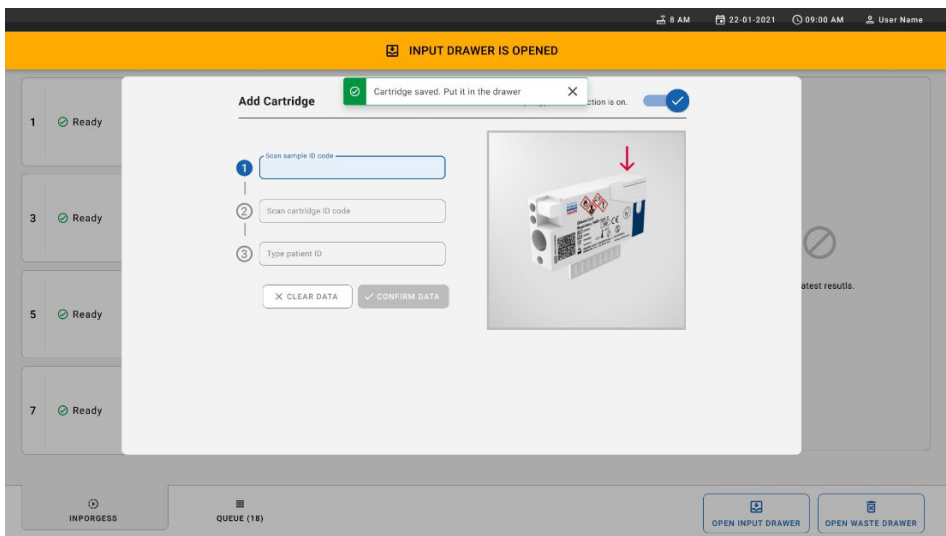 8 AM 22-01-2021 09:00 AM User Name
INPUT DRAWER IS OPENED
Cartridge saved. Put it in the drawer
Add Cartridge
ction is on.
1 Ready
Scan sample ID code
1
2 Scan cartridge ID code
3 Ready
3 Type patient ID
atest resutls.
CLEAR DATA CONFIRM DATA
5 Ready
7 Ready
INPORGESS
QUEUE (18)
OPEN INPUT DRAWER
OPEN WASTE DRAWER